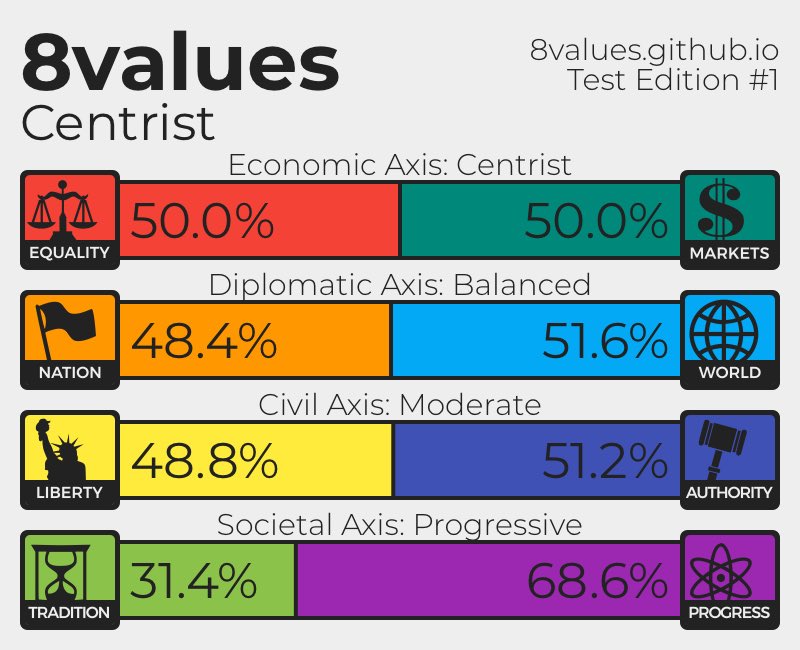 8values
Centrist
8values.github.io
Test Edition #1
Economic Axis: Centrist
EQUALITY
50.0%
50.0%
MARKETS
Diplomatic Axis: Balanced
NATION
48.4%
51.6%
WORLD
Civil Axis: Moderate
LIBERTY
48.8%
51.2%
AUTHORITY
Societal Axis: Progressive
TRADITION
31.4%
68.6%
PROGRESS